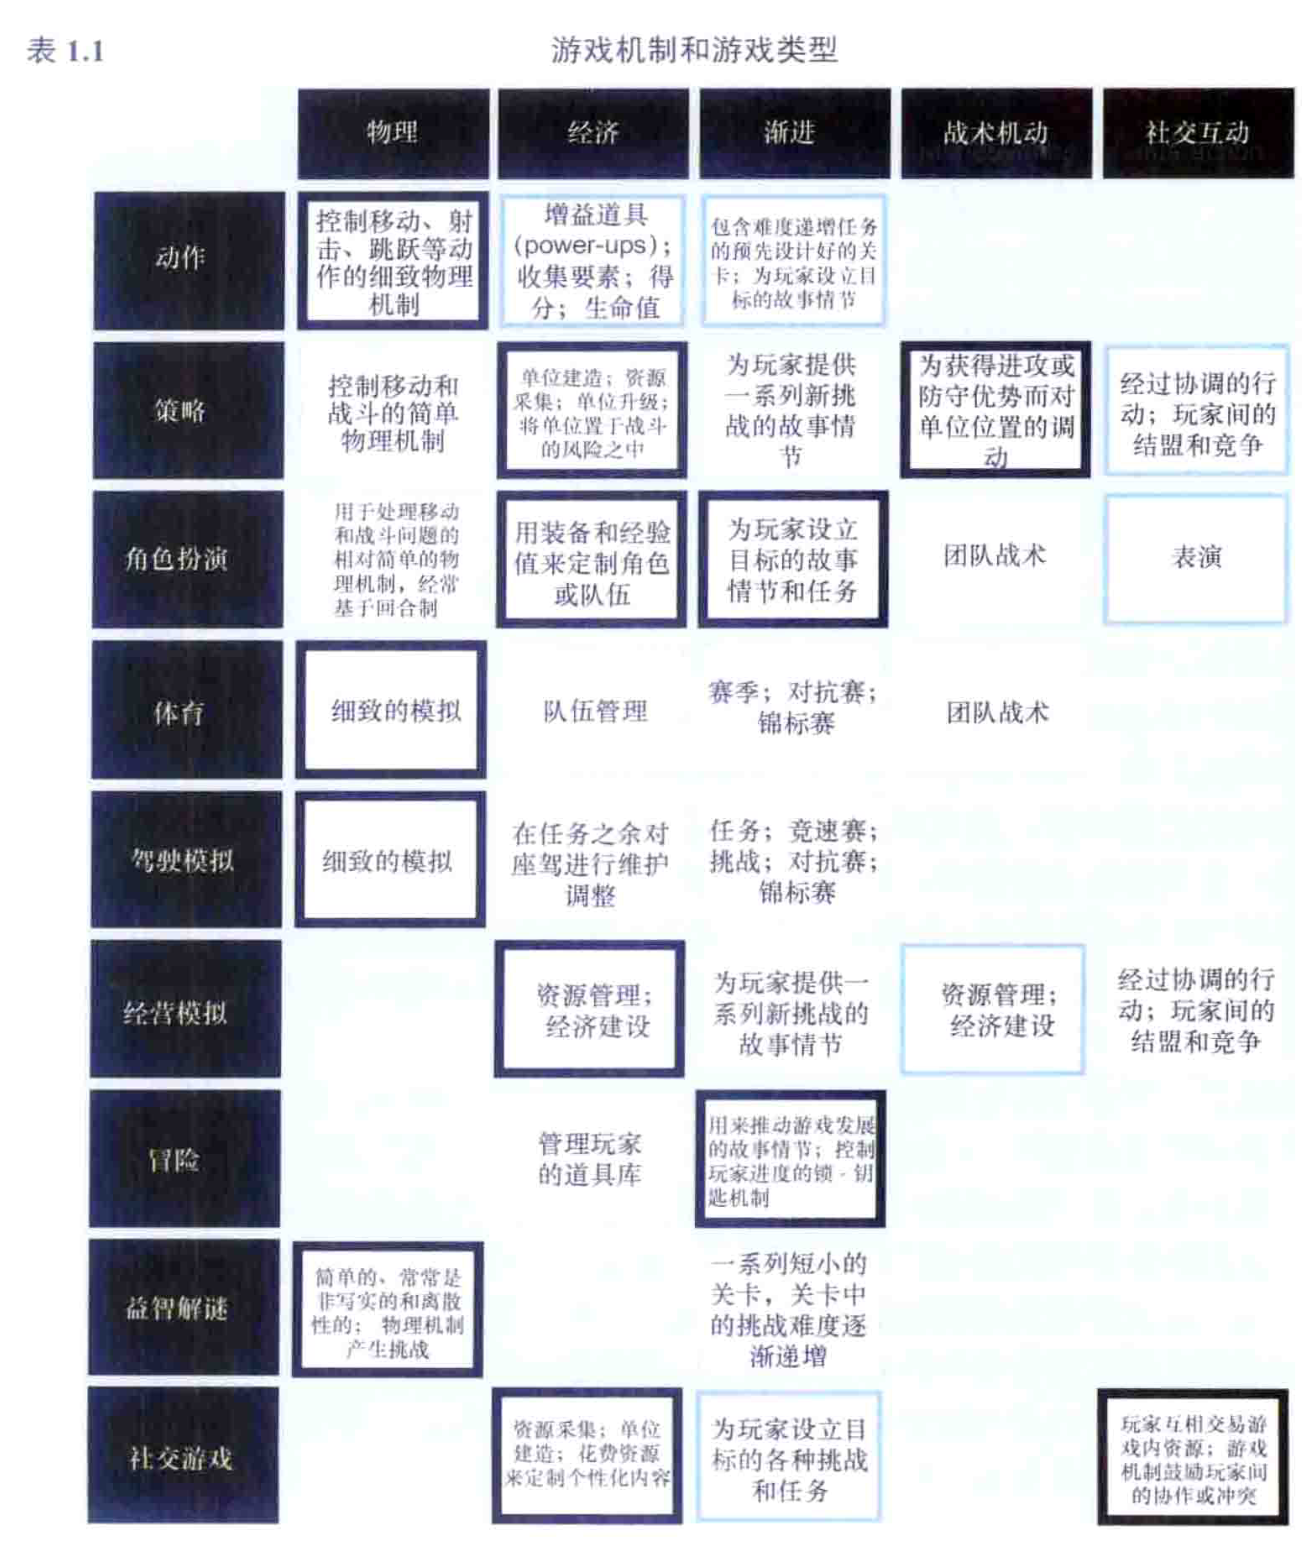 表 1.1
游戏机制和游戏类型
物理
经济
渐进
战术机动
社交互动
动作
控制移动、射
击、跳跃等动
作的细致物理
机制
增益道具
(power-ups);
收集要素；得
分；生命值
包含难度递增任务
的预先设计好的关
卡；为玩家设立目
标的故事情节
策略
控制移动和
战斗的简单
物理机制
单位建造；资源
采集；单位升级；
将单位置于战斗
的风险之中
为玩家提供
一系列新挑
战的故事情
节
为获得进攻或
防守优势而对
单位位置的调
动
经过协调的行
动；玩家间的
结盟和竞争
角色扮演
用于处理移动
和战斗问题的
相对简单的物
理机制，经常
基于回合制
用装备和经验
值来定制角色
或队伍
为玩家设立
目标的故事
情节和任务
团队战术
表演
体育
细致的模拟
队伍管理
赛季；对抗赛；
锦标赛
团队战术
驾驶模拟
细致的模拟
在任务之余对
座驾进行维护
调整
任务；竞速赛；
挑战；对抗赛；
锦标赛
经营模拟
资源管理；
经济建设
为玩家提供一
系列新挑战的
故事情节
资源管理；
经济建设
经过协调的行
动；玩家间的
结盟和竞争
冒险
管理玩家
的道具库
用来推动游戏发展
的故事情节；控制
玩家进度的锁 - 钥
匙机制
益智解谜
简单的、常常是
非写实的和离散
性的； 物理机制
产生挑战
一系列短小的
关卡，关卡中
的挑战难度逐
渐递增
社交游戏
资源采集；单位
建造；花费资源
来定制个性化内容
为玩家设立目
标的各种挑战
和任务
玩家互相交易游
戏内资源；游戏
机制鼓励玩家间
的协作或冲突